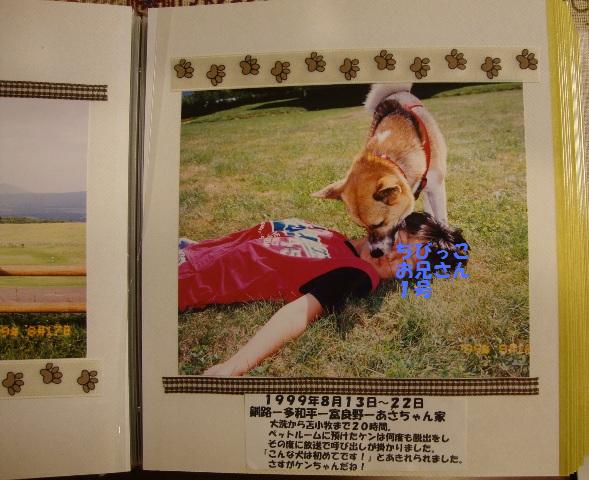 ちびっこ
お兄さん
1号
1999年8月13日~22日
釧路ー多和平ー富良野ーあさちゃん家
大洗から苫小牧まで20時間。
ペットルームに預けたケンは何度も脱出をし
その度に放送で呼び出しが掛かりました。
「こんな犬は初めてです!」とあきれられました。
さすがケンちゃんだね!